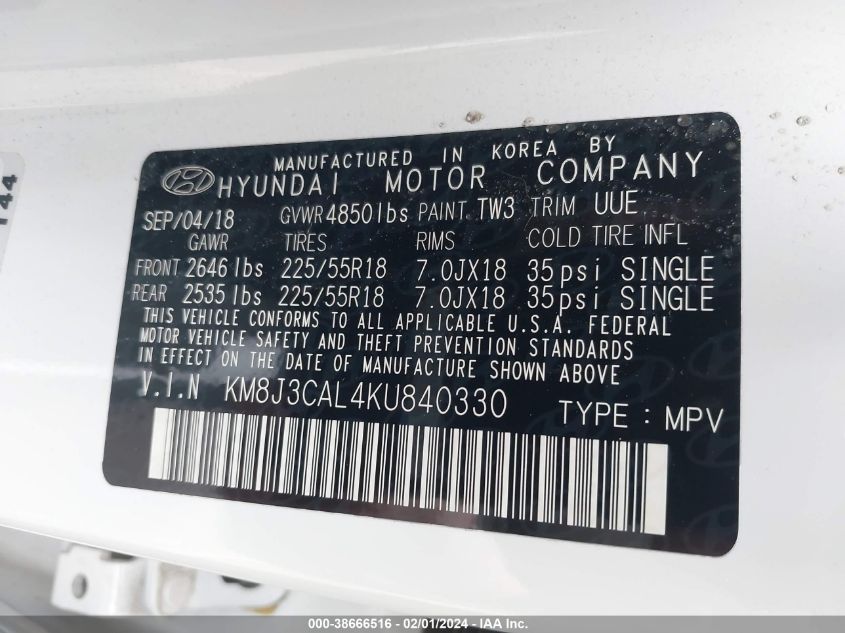 144
MANUFACTURED IN KOREA BY
HYUNDAI MOTOR COMPANY
SEP/04/18 GVWR 4850lbs PAINT TW3 TRIM UUE
GAWR TIRES RIMS COLD TIRE INFL
FRONT 2646 lbs 225/55R18 7.0JX18 35psi SINGLE
REAR 2535 lbs 225/55R18 7.0JX18 35psi SINGLE
THIS VEHICLE CONFORMS TO ALL APPLICABLE U.S.A. FEDERAL
MOTOR VEHICLE SAFETY AND THEFT PREVENTION STANDARDS
IN EFFECT ON THE DATE OF MANUFACTURE SHOWN ABOVE
V.I.N KM8J3CAL4KU840330 TYPE : MPV
000-38666516 - 02/01/2024 - IAA Inc.